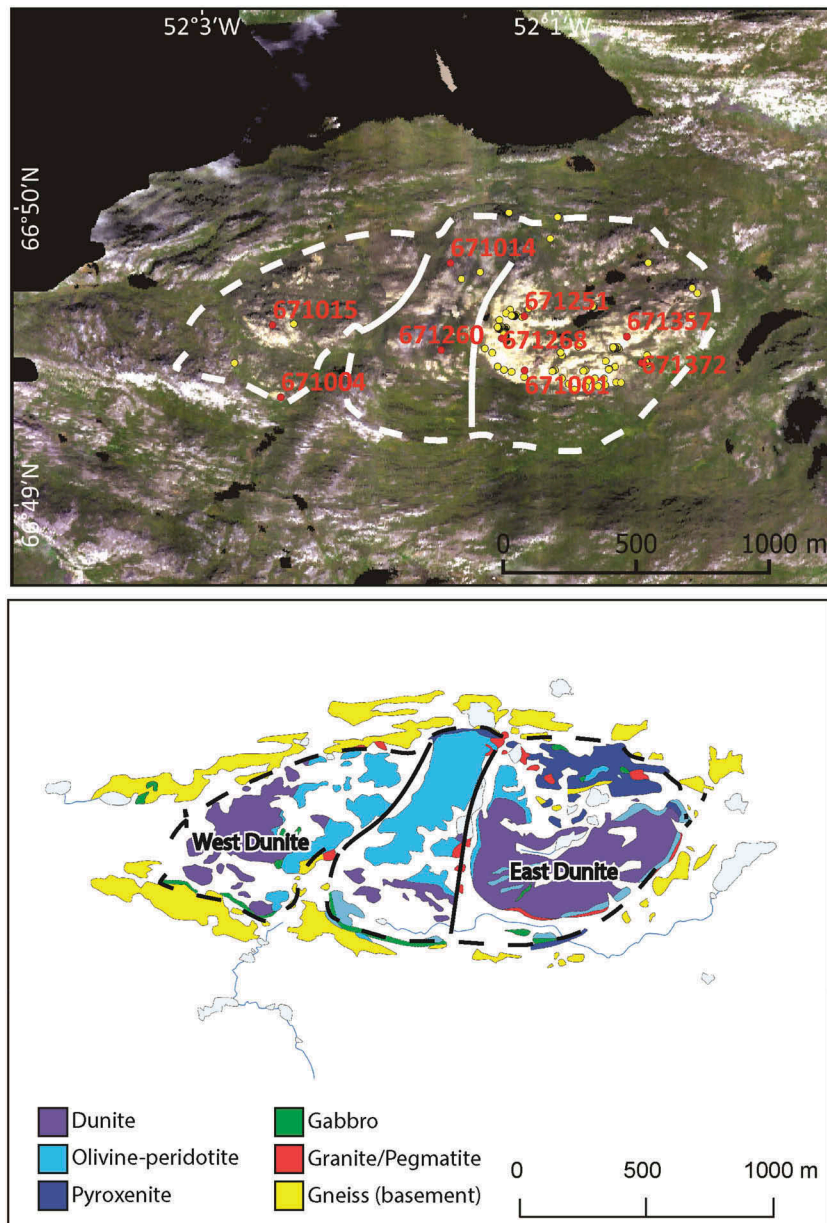 52°3'W 52°1'W
66°50'N
671014
671015
671251
671357
671260
671268
671372
671004
671001
66°49'N
0 500 1000 m
West Dunite
East Dunite
Dunite Gabbro
Olivine-peridotite Granite/Pegmatite
Pyroxenite Gneiss (basement)
0 500 1000 m